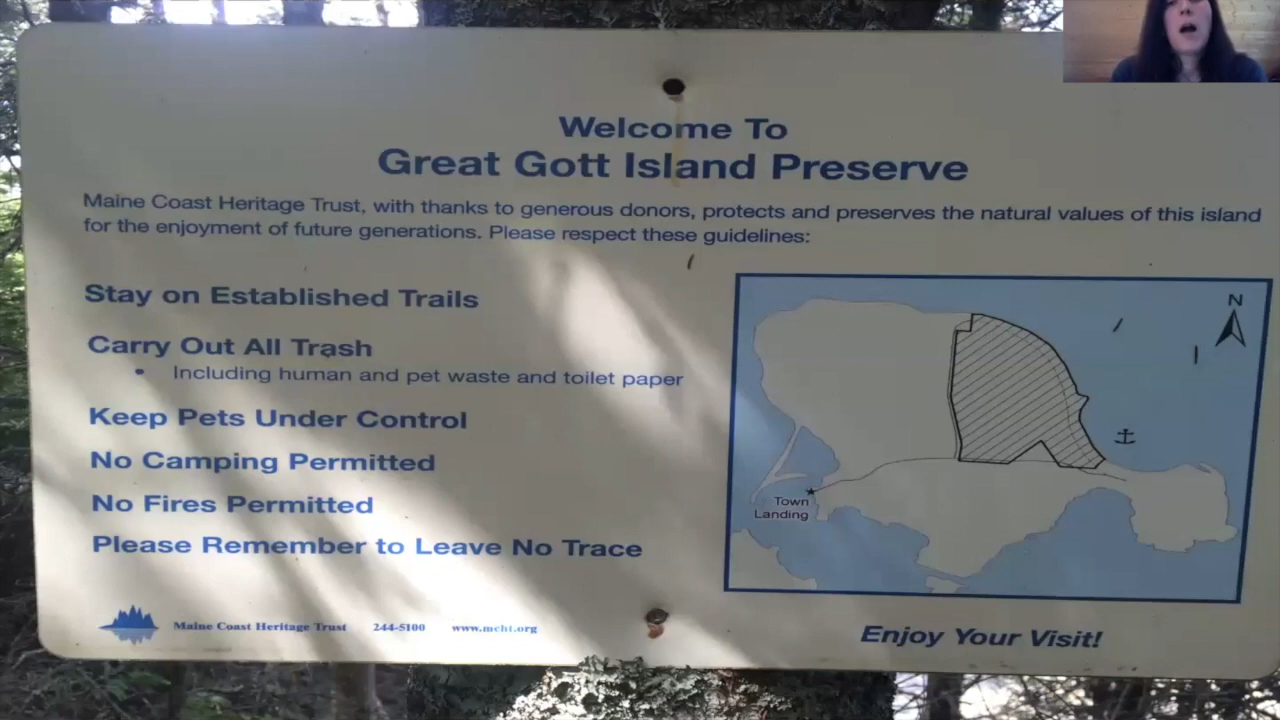 Welcome To
Great Gott Island Preserve
Maine Coast Heritage Trust, with thanks to generous donors, protects and preserves the natural values of this island
for the enjoyment of future generations. Please respect these guidelines:
Stay on Established Trails
Carry Out All Trash
• Including human and pet waste and toilet paper
Keep Pets Under Control
No Camping Permitted
No Fires Permitted
Please Remember to Leave No Trace
Maine Coast Heritage Trust 244-5100 www.mcht.org
N
Town
Landing
Enjoy Your Visit!